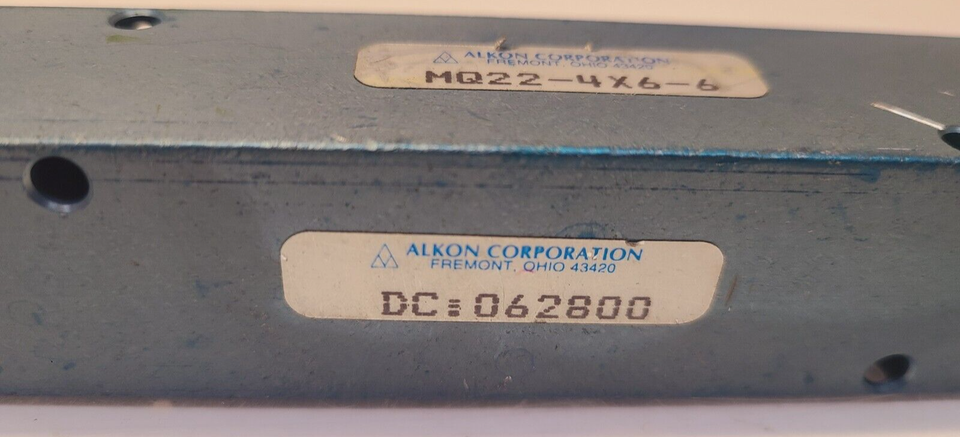 ALKON CORPORATION
FREMONT, OHIO 43420
MQ22-4X6-6
ALKON CORPORATION
FREMONT, OHIO 43420
DC:062800